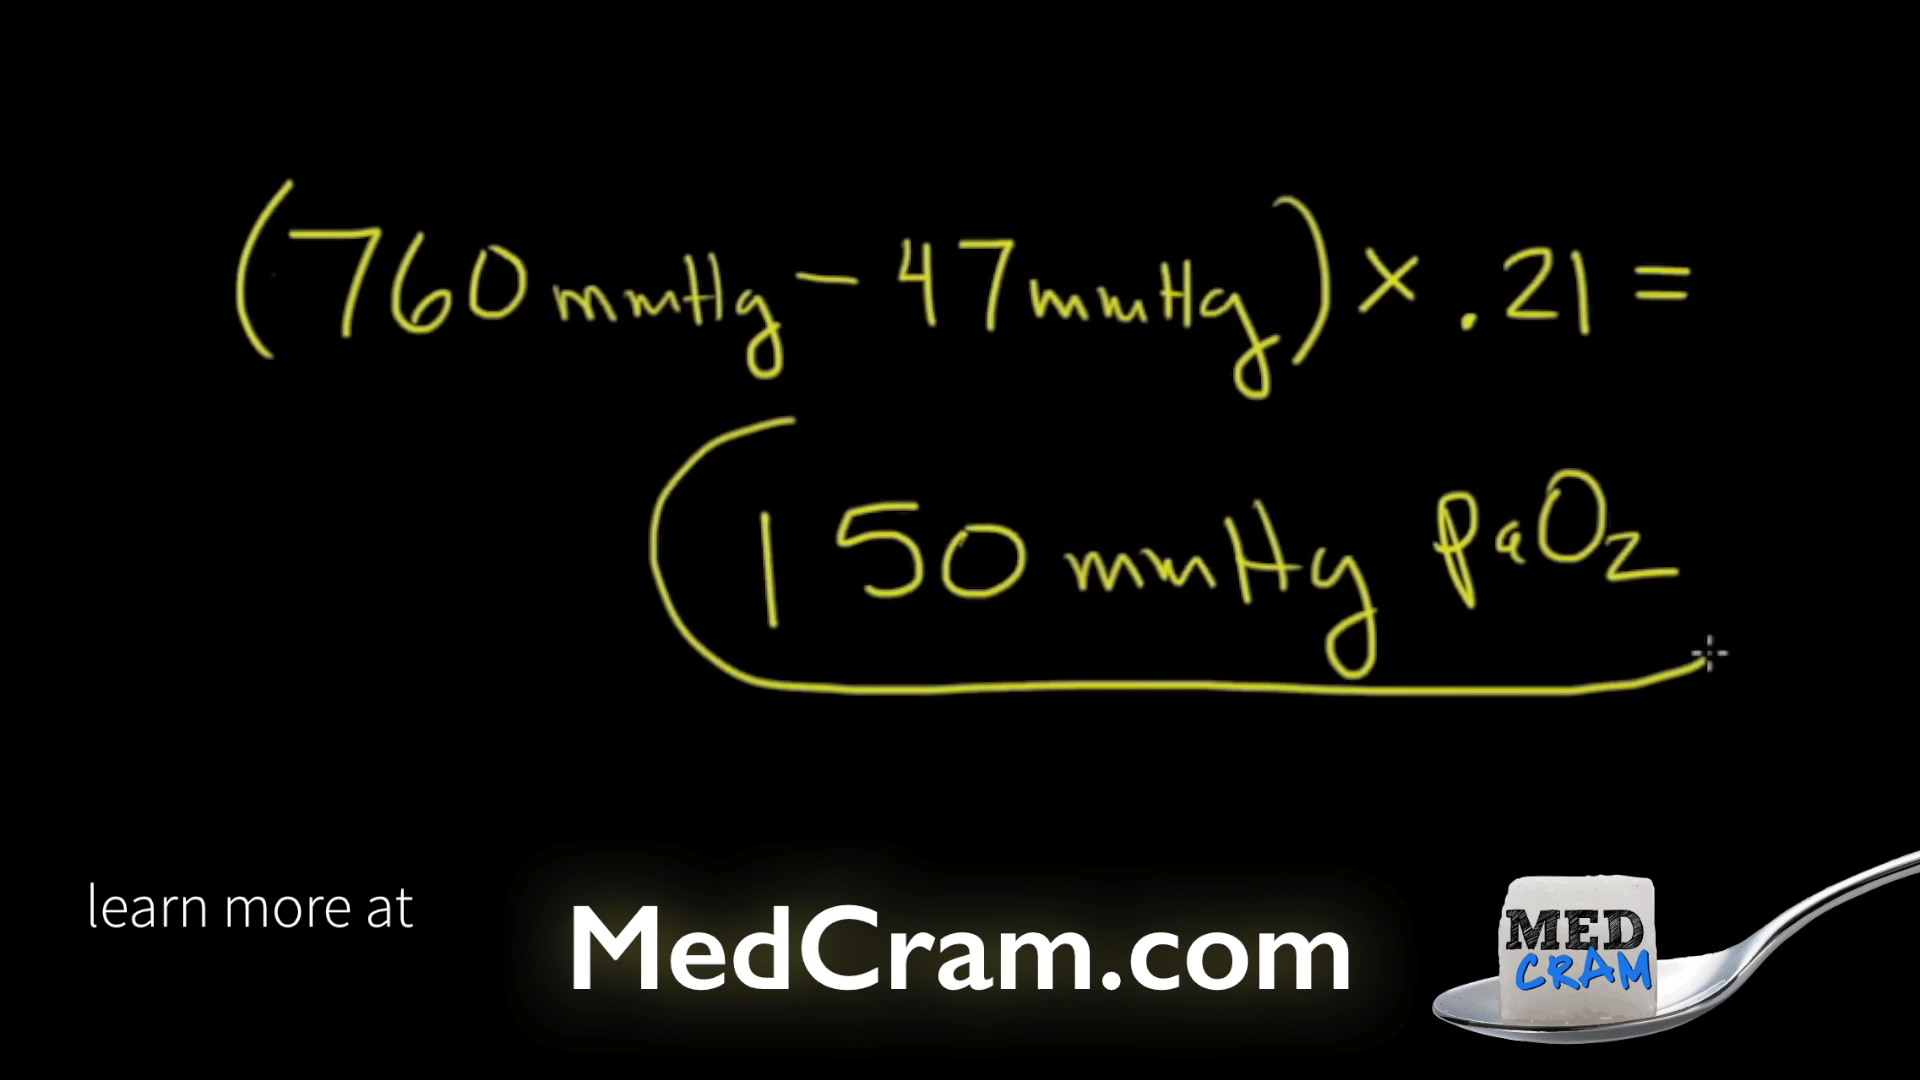 (760 mmHg – 47 mmHg) × .21 =
150 mmHg PaO₂
learn more at
MedCram.com
MED
CRAM